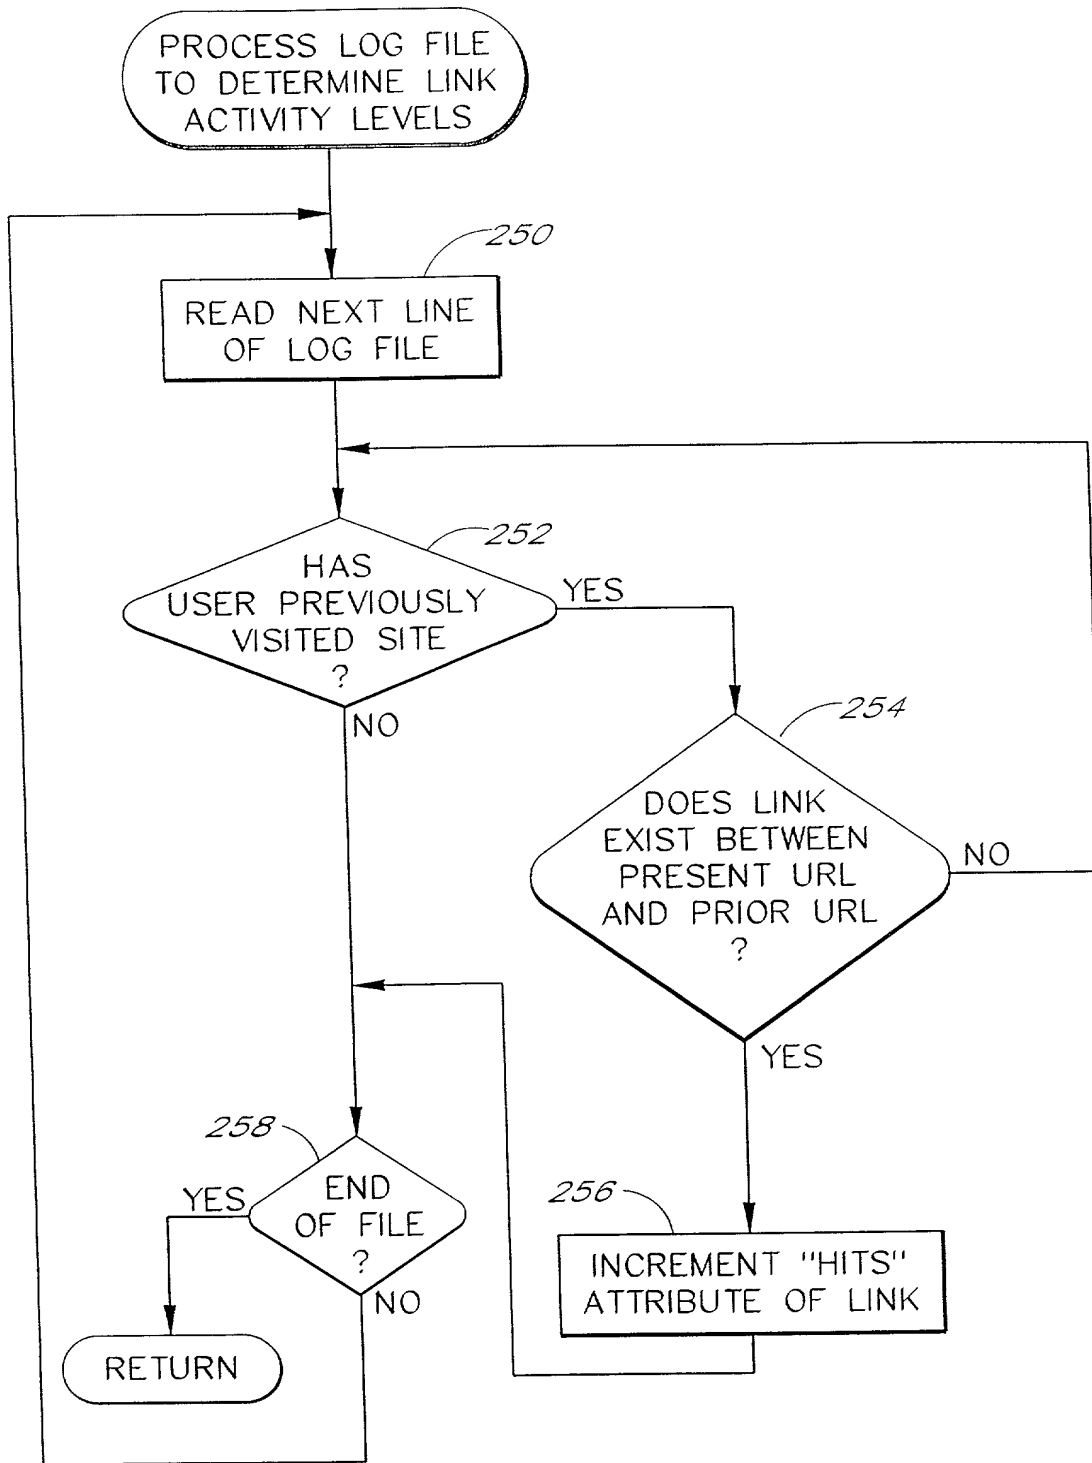 PROCESS LOG FILE
TO DETERMINE LINK
ACTIVITY LEVELS
250
READ NEXT LINE
OF LOG FILE
252
HAS
USER PREVIOUSLY
VISITED SITE
?
YES
NO
254
DOES LINK
EXIST BETWEEN
PRESENT URL
AND PRIOR URL
?
NO
YES
258
END
OF FILE
?
YES
NO
256
INCREMENT "HITS"
ATTRIBUTE OF LINK
RETURN